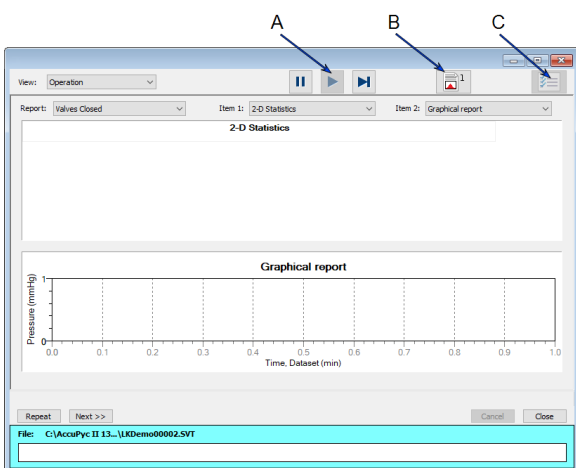 A B C
View: Operation
1
Report: Valves Closed Item 1: 2-D Statistics Item 2: Graphical report
2-D Statistics
Graphical report
1
Pressure (mmHg)
0
0.0 0.1 0.2 0.3 0.4 0.5 0.6 0.7 0.8 0.9 1.0
Time, Dataset (min)
Repeat Next >> Cancel Close
File: C:\AccuPyc II 13...\LKDemo00002.SVT